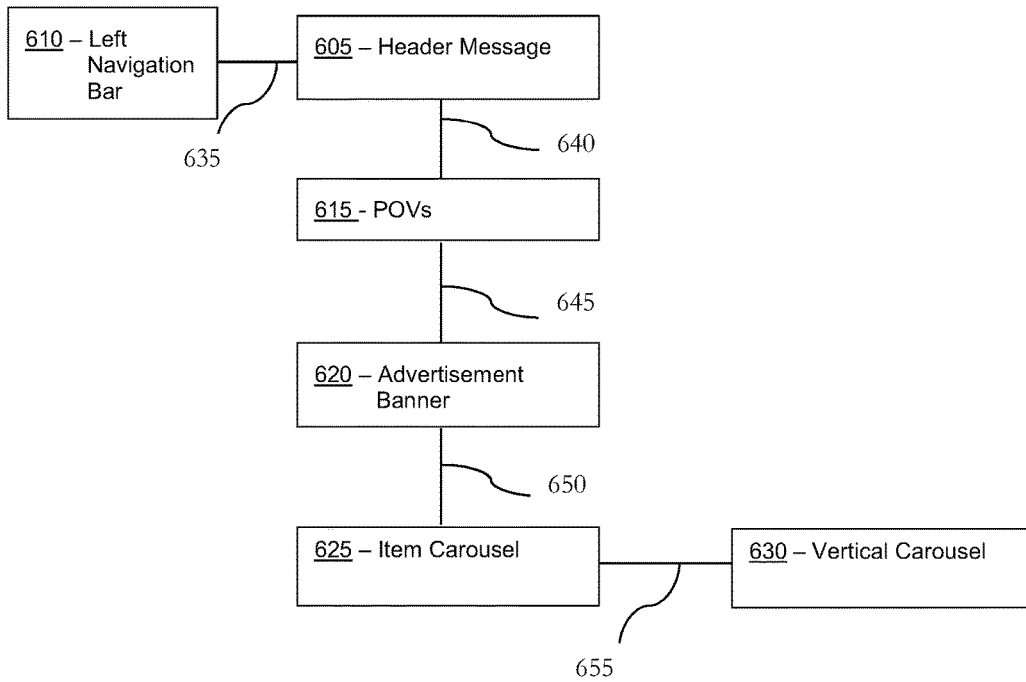 610 – Left
Navigation
Bar
605 – Header Message
635
640
615 - POVs
645
620 – Advertisement
Banner
650
625 – Item Carousel
630 – Vertical Carousel
655